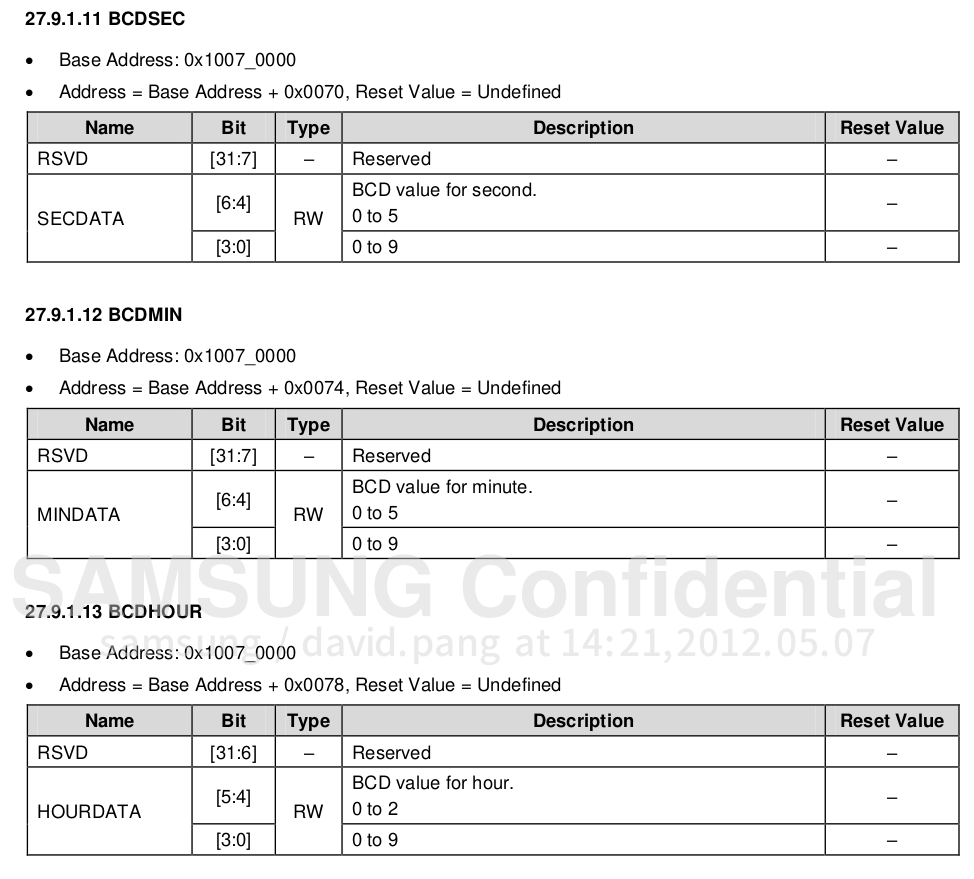 27.9.1.11 BCDSEC
• Base Address: 0x1007_0000
• Address = Base Address + 0x0070, Reset Value = Undefined
Name Bit Type Description Reset Value
RSVD [31:7] – Reserved –
SECDATA [6:4] RW BCD value for second. –
0 to 5
[3:0] 0 to 9 –
27.9.1.12 BCDMIN
• Base Address: 0x1007_0000
• Address = Base Address + 0x0074, Reset Value = Undefined
Name Bit Type Description Reset Value
RSVD [31:7] – Reserved –
MINDATA [6:4] RW BCD value for minute. –
0 to 5
[3:0] 0 to 9 –
SAMSUNG Confidential
27.9.1.13 BCDHOUR
samsung / david.pang at 14:21,2012.05.07
• Base Address: 0x1007_0000
• Address = Base Address + 0x0078, Reset Value = Undefined
Name Bit Type Description Reset Value
RSVD [31:6] – Reserved –
HOURDATA [5:4] RW BCD value for hour. –
0 to 2
[3:0] 0 to 9 –